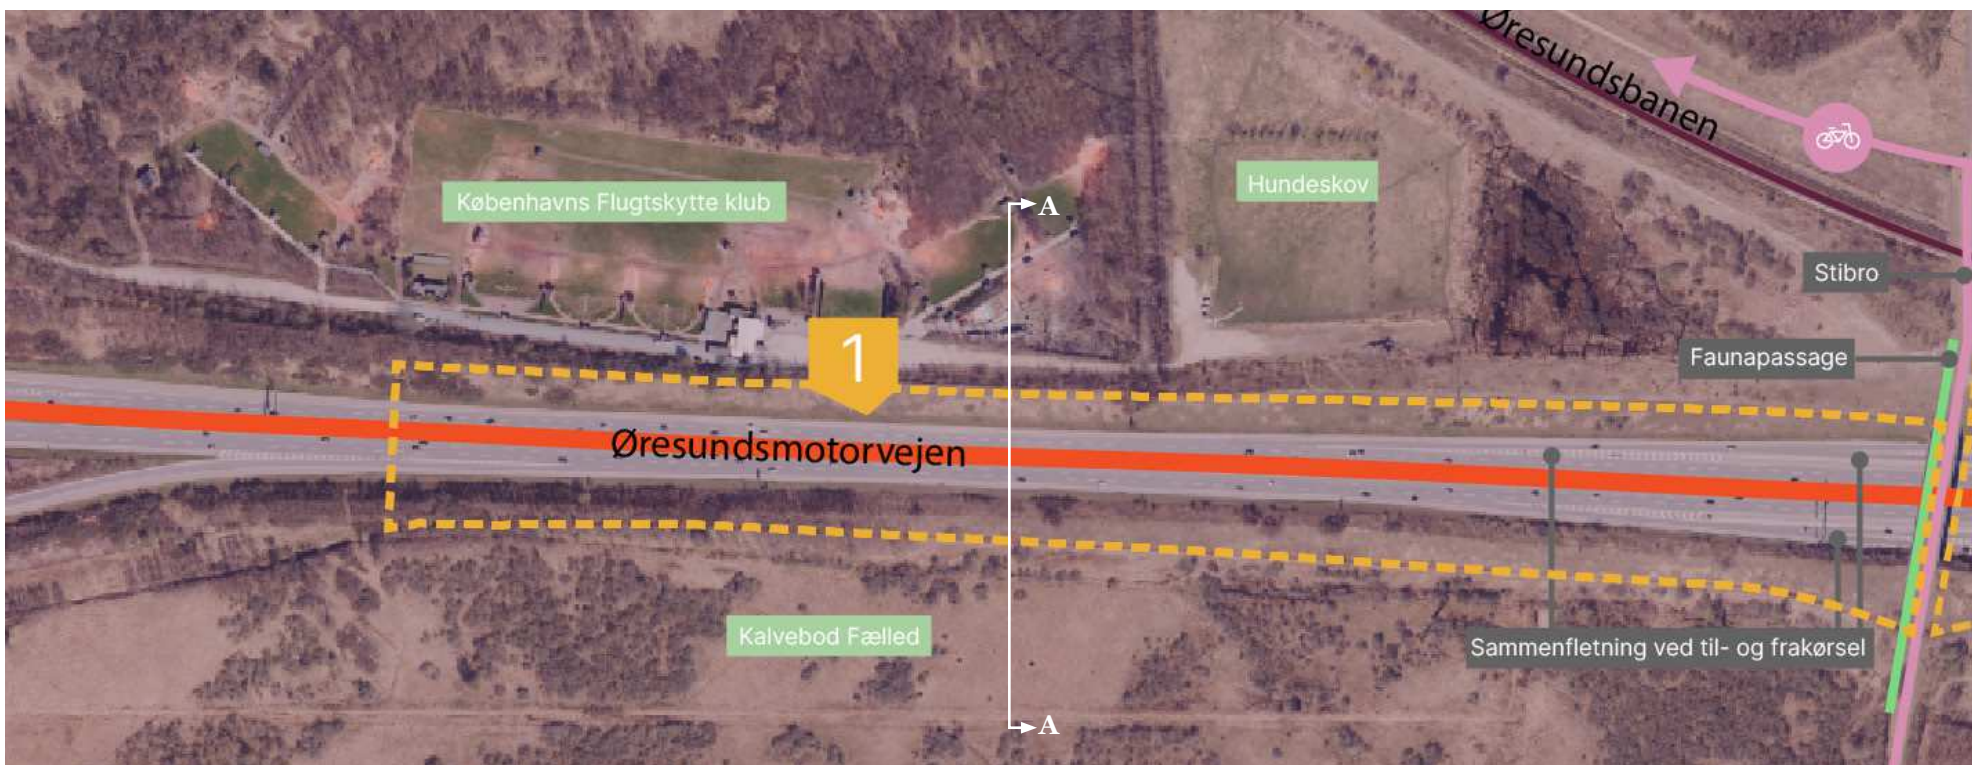 Øresundsbanen
Københavns Flugtskytte klub
Hundeskov
A
Stibro
1
Faunapassage
Øresundsmotorvejen
Kalvebod Fælled
Sammenfletning ved til- og frakørsel
A